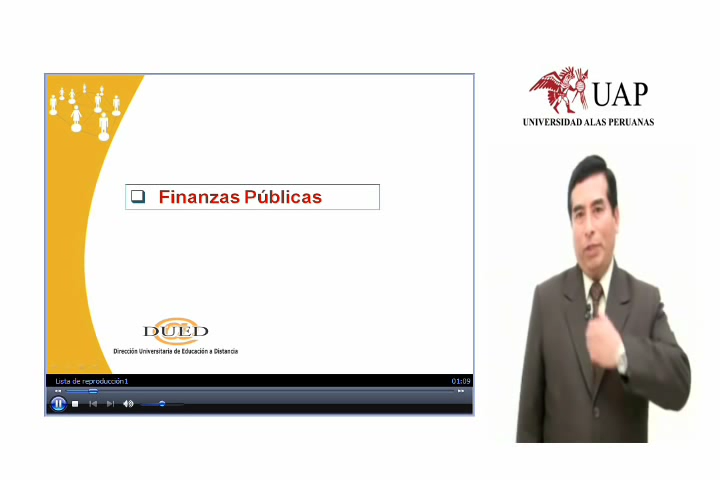 UAP
UNIVERSIDAD ALAS PERUANAS
Finanzas Públicas
DUED
Dirección Universitaria de Educación a Distancia
Lista de reproducción1
01:09